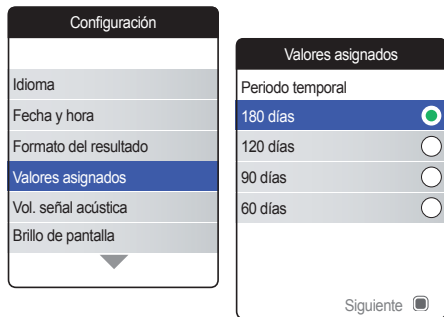 Configuración
Idioma
Fecha y hora
Formato del resultado
Valores asignados
Vol. señal acústica
Brillo de pantalla
Valores asignados
Periodo temporal
180 días
120 días
90 días
60 días
Siguiente